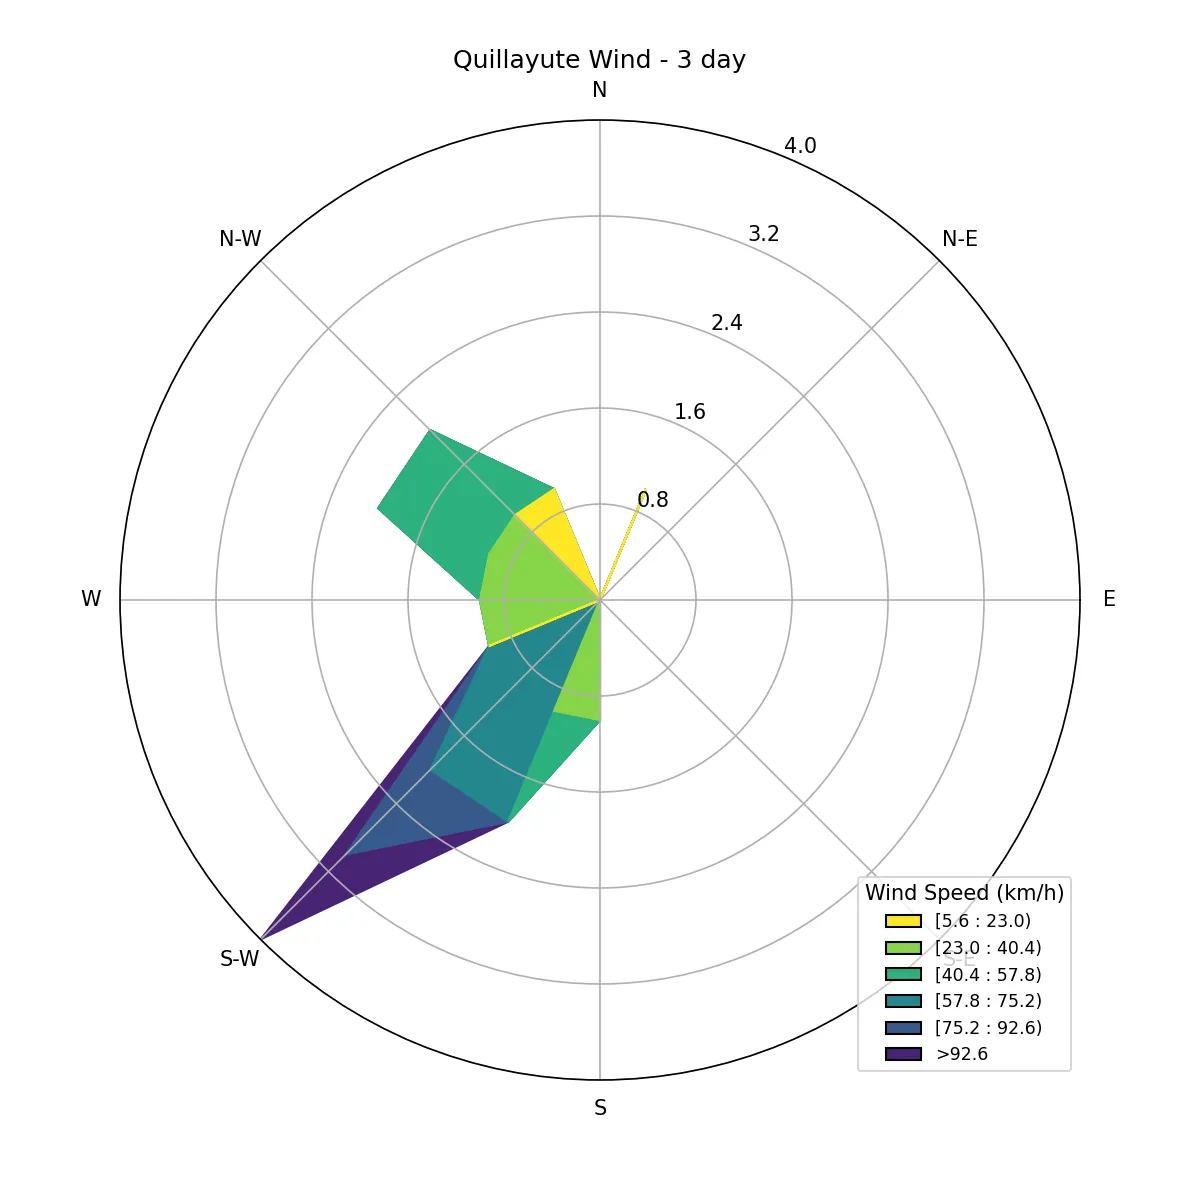 Quillayute Wind - 3 day
N
4.0
N-W
3.2
N-E
2.4
1.6
0.8
W
E
Wind Speed (km/h)
[5.6 : 23.0)
[23.0 : 40.4)
S-W
S-E
[40.4 : 57.8)
[57.8 : 75.2)
[75.2 : 92.6)
>92.6
S